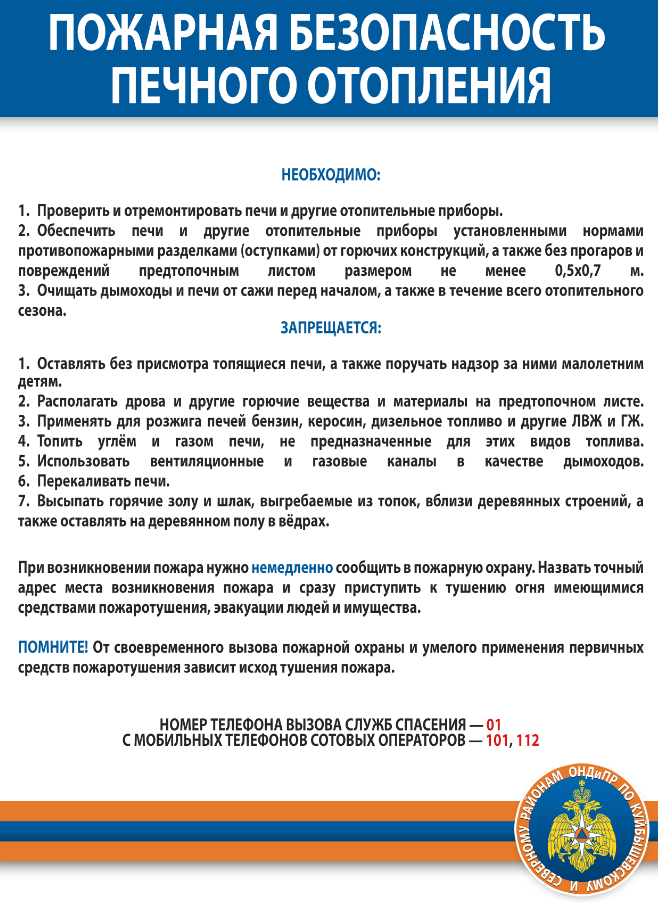 ПОЖАРНАЯ БЕЗОПАСНОСТЬ
ПЕЧНОГО ОТОПЛЕНИЯ
НЕОБХОДИМО:
1. Проверить и отремонтировать печи и другие отопительные приборы.
2. Обеспечить печи и другие отопительные приборы установленными нормами
противопожарными разделками (оступками) от горючих конструкций, а также без прогаров и
повреждений предтопочным листом размером не менее 0,5х0,7 м.
3. Очищать дымоходы и печи от сажи перед началом, а также в течение всего отопительного
сезона.
ЗАПРЕЩАЕТСЯ:
1. Оставлять без присмотра топящиеся печи, а также поручать надзор за ними малолетним
детям.
2. Располагать дрова и другие горючие вещества и материалы на предтопочном листе.
3. Применять для розжига печей бензин, керосин, дизельное топливо и другие ЛВЖ и ГЖ.
4. Топить углём и газом печи, не предназначенные для этих видов топлива.
5. Использовать вентиляционные и газовые каналы в качестве дымоходов.
6. Перекаливать печи.
7. Высыпать горячие золу и шлак, выгребаемые из топок, вблизи деревянных строений, а
также оставлять на деревянном полу в вёдрах.
При возникновении пожара нужно немедленно сообщить в пожарную охрану. Назвать точный
адрес места возникновения пожара и сразу приступить к тушению огня имеющимися
средствами пожаротушения, эвакуации людей и имущества.
ПОМНИТЕ! От своевременного вызова пожарной охраны и умелого применения первичных
средств пожаротушения зависит исход тушения пожара.
НОМЕР ТЕЛЕФОНА ВЫЗОВА СЛУЖБ СПАСЕНИЯ — 01
С МОБИЛЬНЫХ ТЕЛЕФОНОВ СОТОВЫХ ОПЕРАТОРОВ — 101, 112
ОНДиПР ПО КУЙБЫШЕВСКОМУ И СЕВЕРНОМУ РАЙОНАМ